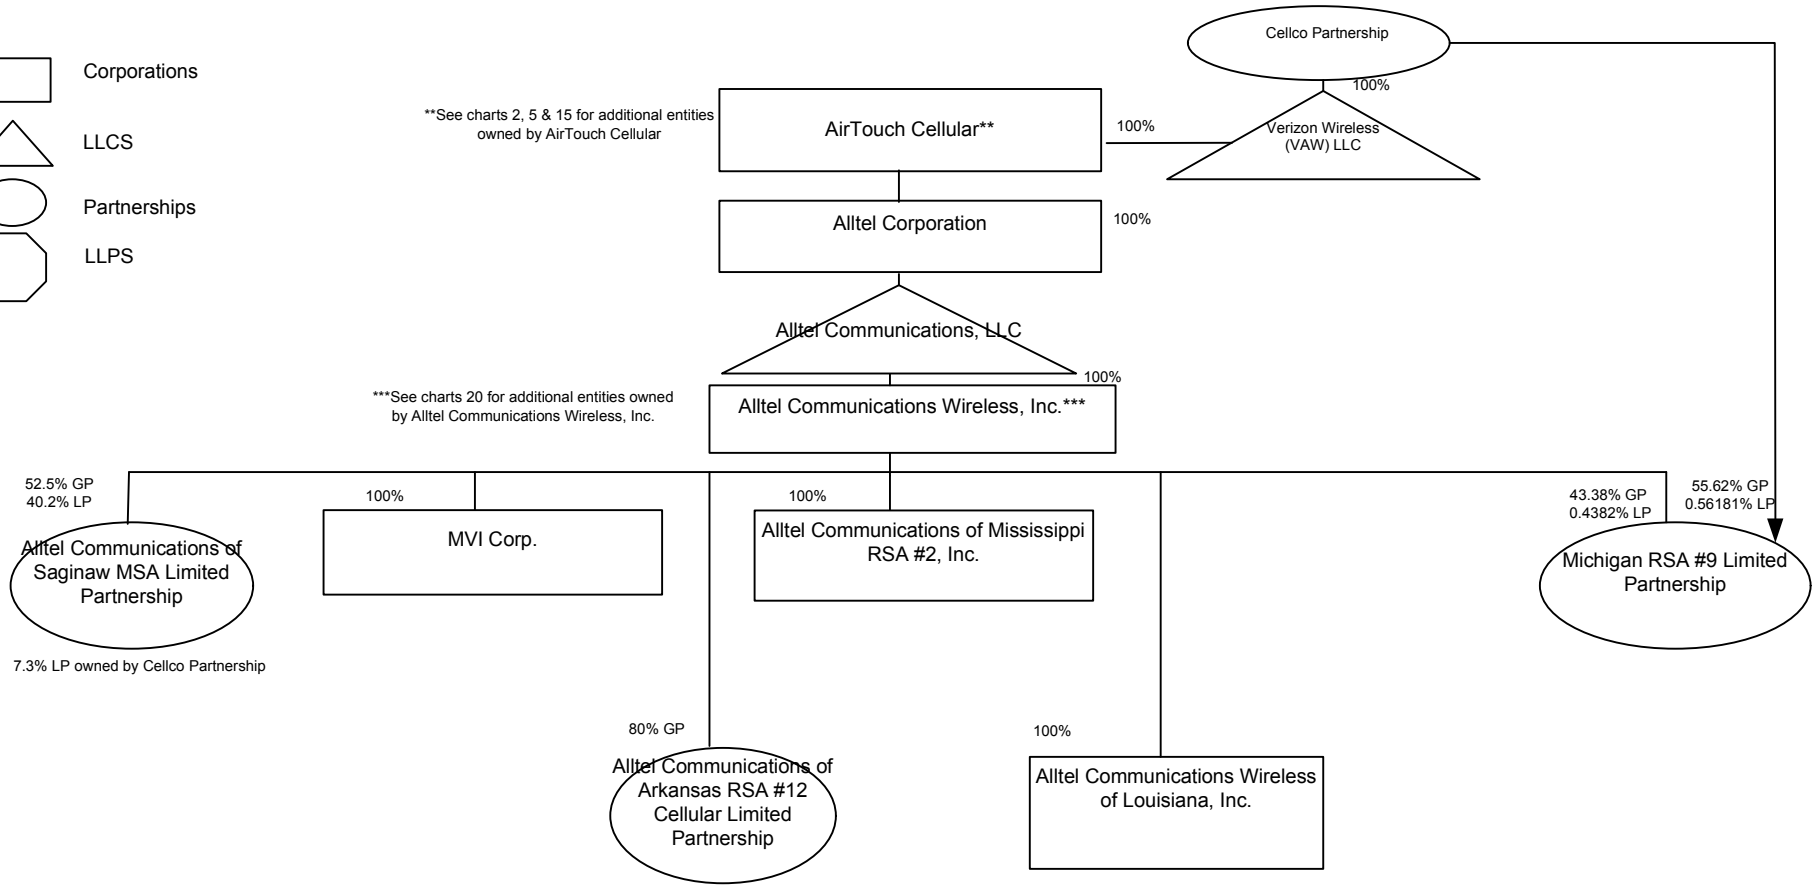 Cellco Partnership
Corporations
100%
**See charts 2, 5 & 15 for additional entities
owned by AirTouch Cellular
AirTouch Cellular**
100%
Verizon Wireless
(VAW) LLC
LLCS
Partnerships
Alltel Corporation
100%
LLPS
Alltel Communications, LLC
100%
***See charts 20 for additional entities owned
by Alltel Communications Wireless, Inc.
Alltel Communications Wireless, Inc.***
52.5% GP
40.2% LP
100%
100%
43.38% GP
0.4382% LP
55.62% GP
0.56181% LP
Alltel Communications of
Saginaw MSA Limited
Partnership
MVI Corp.
Alltel Communications of Mississippi
RSA #2, Inc.
Michigan RSA #9 Limited
Partnership
7.3% LP owned by Cellco Partnership
80% GP
100%
Alltel Communications of
Arkansas RSA #12
Cellular Limited
Partnership
Alltel Communications Wireless
of Louisiana, Inc.